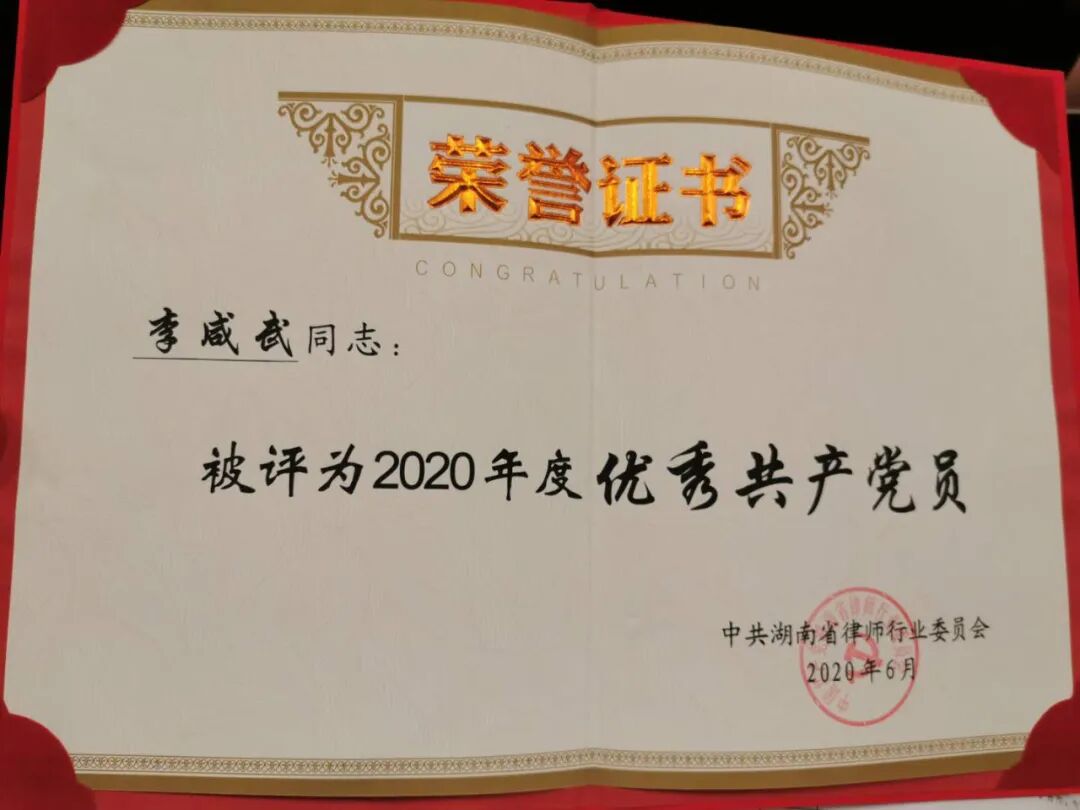 荣誉证书
CONGRATULATION
李咸武同志：
被评为2020年度优秀共产党员
中共湖南省律师行业委员会
2020年6月